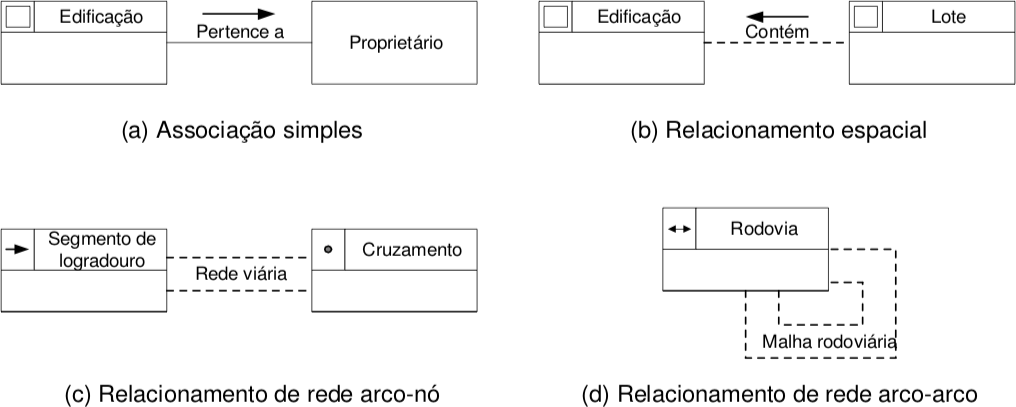 Edificação
Pertence a
Proprietário
(a) Associação simples
Edificação
Contém
Lote
(b) Relacionamento espacial
Segmento de
logradouro
Rede viária
Cruzamento
(c) Relacionamento de rede arco-nó
Rodovia
Malha rodoviária
(d) Relacionamento de rede arco-arco